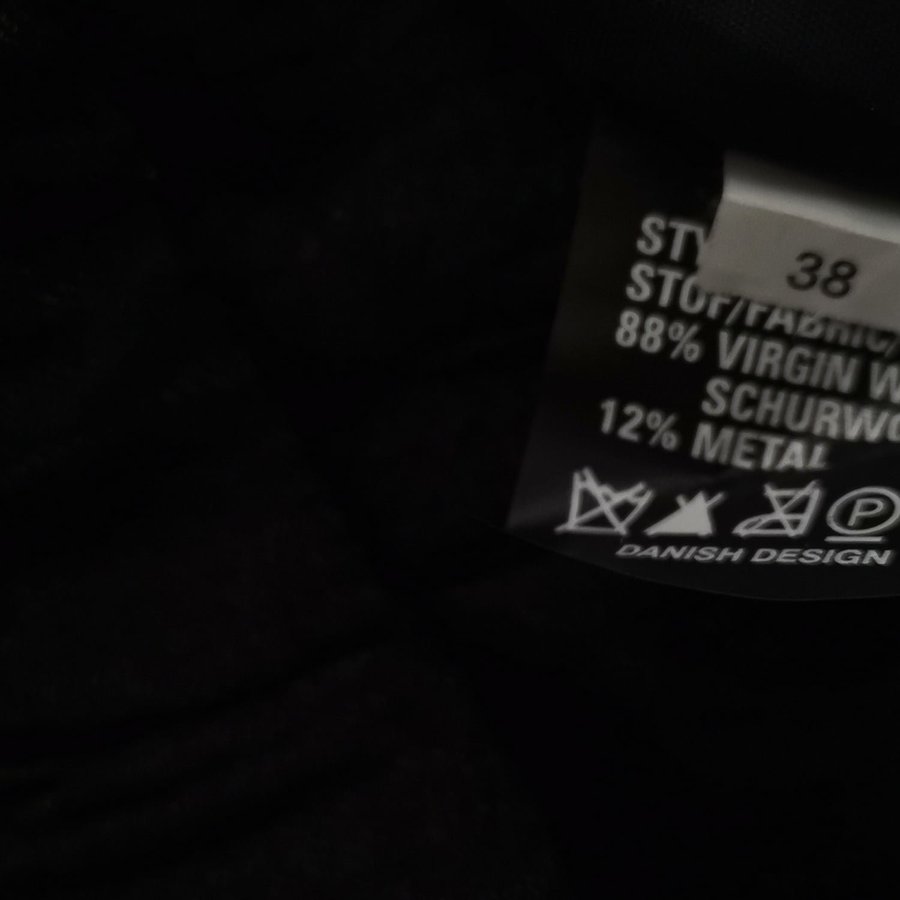 STY
38
STOF/FABRIC/
88% VIRGIN W
SCHURWO
12% METAL
P
DANISH DESIGN